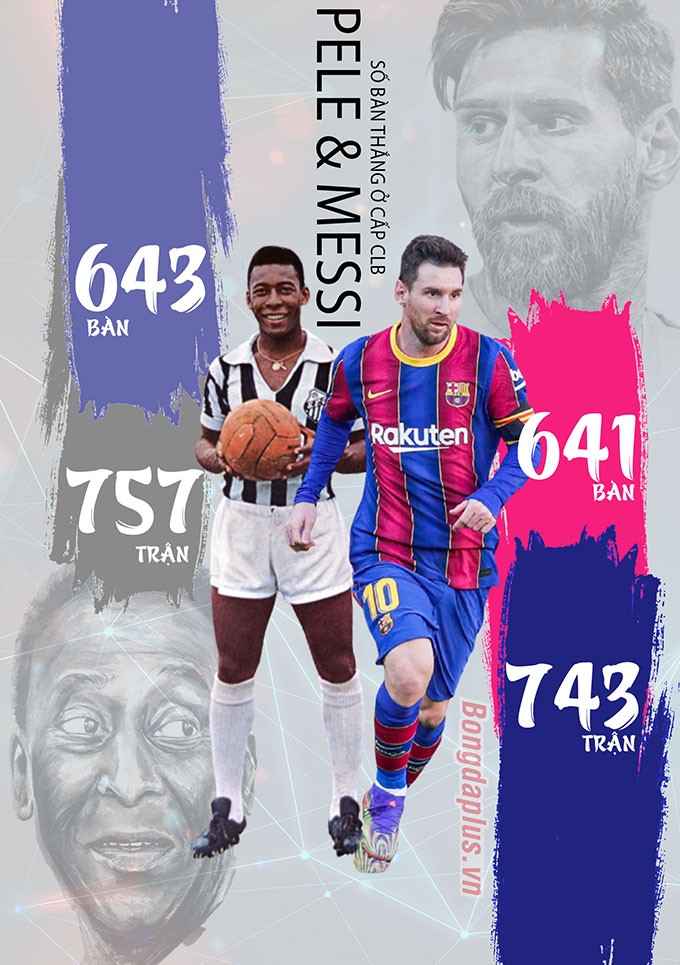 PELE & MESSI
SỐ BÀN THẮNG Ở CẤP CLB
643
BÀN
757
TRẬN
Rakuten
10
641
BÀN
743
TRẬN
Bongdaplus.vn